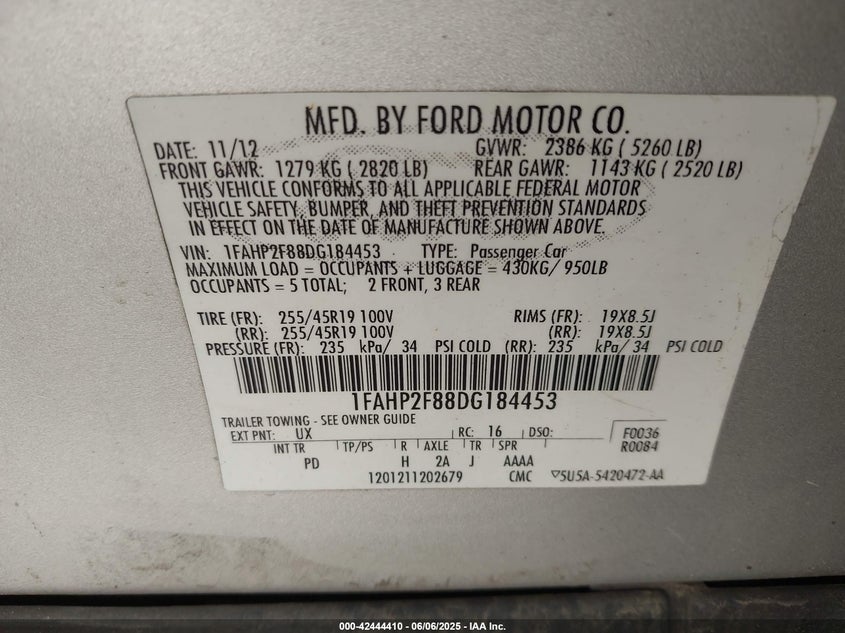 MFD. BY FORD MOTOR CO.
DATE: 11/12 GVWR: 2386 KG ( 5260 LB)
FRONT GAWR: 1279 KG ( 2820 LB) REAR GAWR: 1143 KG ( 2520 LB)
THIS VEHICLE CONFORMS TO ALL APPLICABLE FEDERAL MOTOR
VEHICLE SAFETY, BUMPER, AND THEFT PREVENTION STANDARDS
IN EFFECT ON THE DATE OF MANUFACTURE SHOWN ABOVE.
VIN: 1FAHP2F88DG184453 TYPE: Passenger Car
MAXIMUM LOAD = OCCUPANTS + LUGGAGE = 430KG/ 950LB
OCCUPANTS = 5 TOTAL; 2 FRONT, 3 REAR
TIRE (FR): 255/45R19 100V RIMS (FR): 19X8.5J
(RR): 255/45R19 100V (RR): 19X8.5J
PRESSURE (FR): 235 kPa/ 34 PSI COLD (RR): 235 kPa/ 34 PSI COLD
1FAHP2F88DG184453
TRAILER TOWING - SEE OWNER GUIDE
EXT PNT: UX RC: 16 DSO: F0036
R0084
INT TR TP/PS R AXLE TR SPR
PD H 2A J AAAA
1201211202679 CMC ▽5U5A-5420472-AA
000-42444410 - 06/06/2025 - IAA Inc.